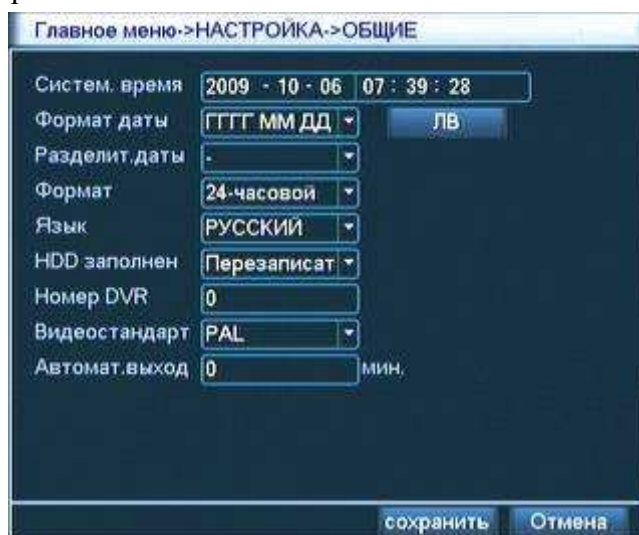 Главное меню->НАСТРОЙКА->ОБЩИЕ
Систем. время 2009 - 10 - 06 07 : 39 : 28
Формат даты ГГГГ ММ ДД ЛВ
Разделит.даты -
Формат 24-часовой
Язык РУССКИЙ
HDD заполнен Перезаписат
Номер DVR 0
Видеостандарт PAL
Автомат.выход 0 мин.
сохранить Отмена